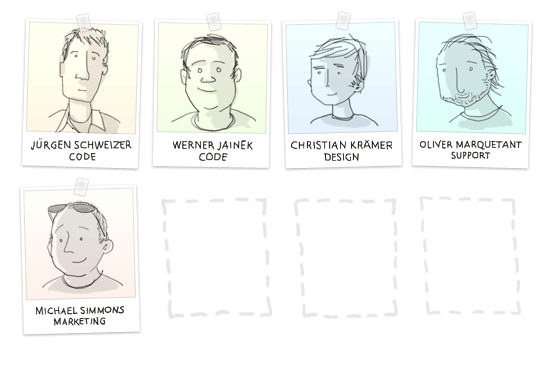 JÜRGEN SCHWEIZER
CODE
WERNER JAINEK
CODE
CHRISTIAN KRÄMER
DESIGN
OLIVER MARQUETANT
SUPPORT
MICHAEL SIMMONS
MARKETING